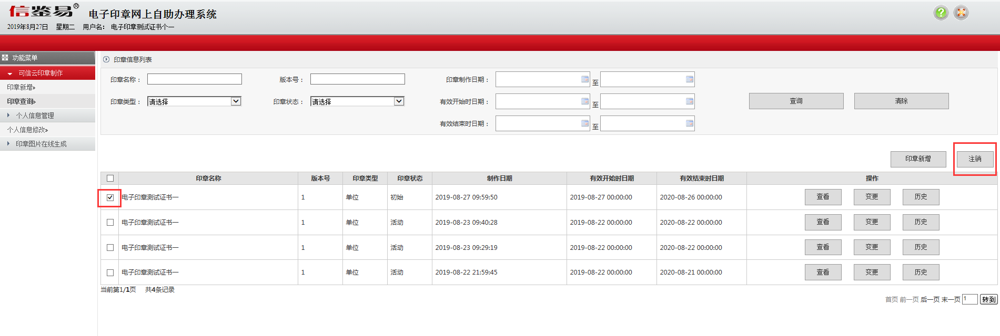 信鉴易® 电子印章网上自助办理系统
2019年8月27日 星期二 用户名: 电子印章测试证书个一
功能菜单
可信云印章制作
印章新增»
印章查询»
个人信息管理
个人信息修改»
印章图片在线生成
印章信息列表
印章名称: 版本号: 印章制作日期: 至
印章类型: 请选择 印章状态: 请选择 有效开始时日期: 至 查询 清除
有效结束时日期: 至
印章新增 注销
印章名称 版本号 印章类型 印章状态 制作日期 有效开始时日期 有效结束时日期 操作
电子印章测试证书一 1 单位 初始 2019-08-27 09:59:50 2019-08-27 00:00:00 2020-08-26 00:00:00 查看 变更 历史
电子印章测试证书一 1 单位 活动 2019-08-23 09:40:28 2019-08-22 00:00:00 2020-08-22 00:00:00 查看 变更 历史
电子印章测试证书一 1 单位 活动 2019-08-23 09:29:19 2019-08-22 00:00:00 2020-08-22 00:00:00 查看 变更 历史
电子印章测试证书一 1 单位 活动 2019-08-22 21:59:45 2019-08-22 00:00:00 2020-08-21 00:00:00 查看 变更 历史
当前第1/1页 共4条记录
首页 前一页 后一页 末一页 1 转到